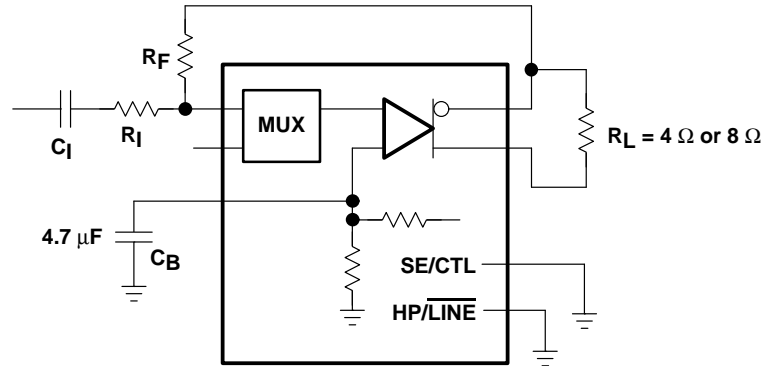 RF
MUX
CI
RI
RL = 4 Ω or 8 Ω
4.7 μF
CB
SE/CTL
HP/LINE